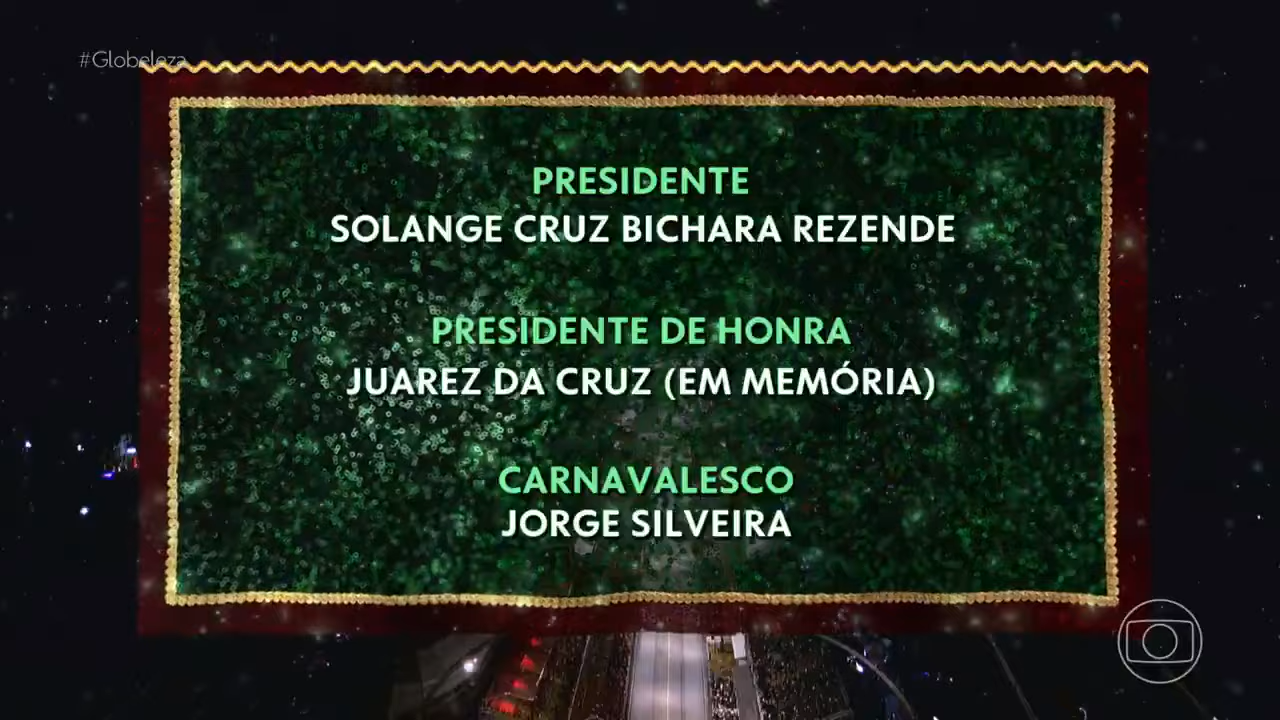 #Globeleza
PRESIDENTE
SOLANGE CRUZ BICHARA REZENDE
PRESIDENTE DE HONRA
JUAREZ DA CRUZ (EM MEMÓRIA)
CARNAVALESCO
JORGE SILVEIRA